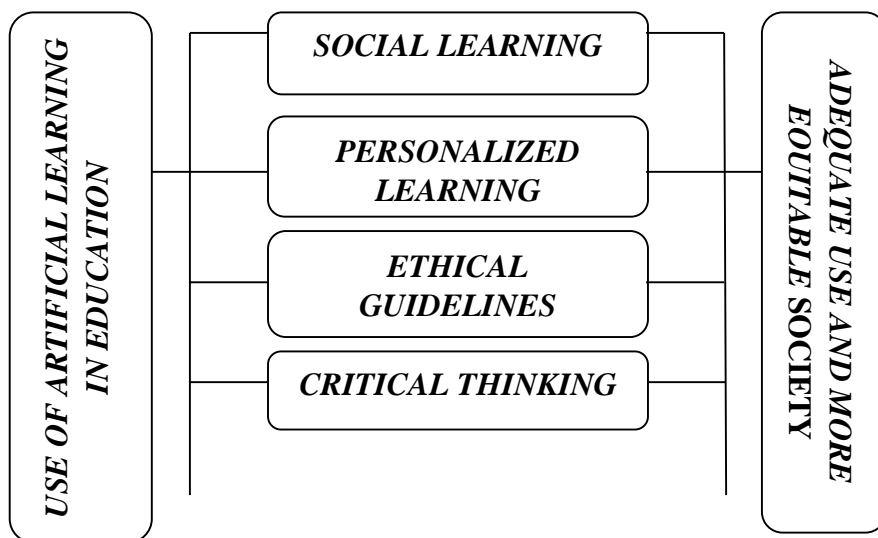 USE OF ARTIFICIAL LEARNING
IN EDUCATION
SOCIAL LEARNING
PERSONALIZED
LEARNING
ETHICAL
GUIDELINES
CRITICAL THINKING
ADEQUATE USE AND MORE
EQUITABLE SOCIETY